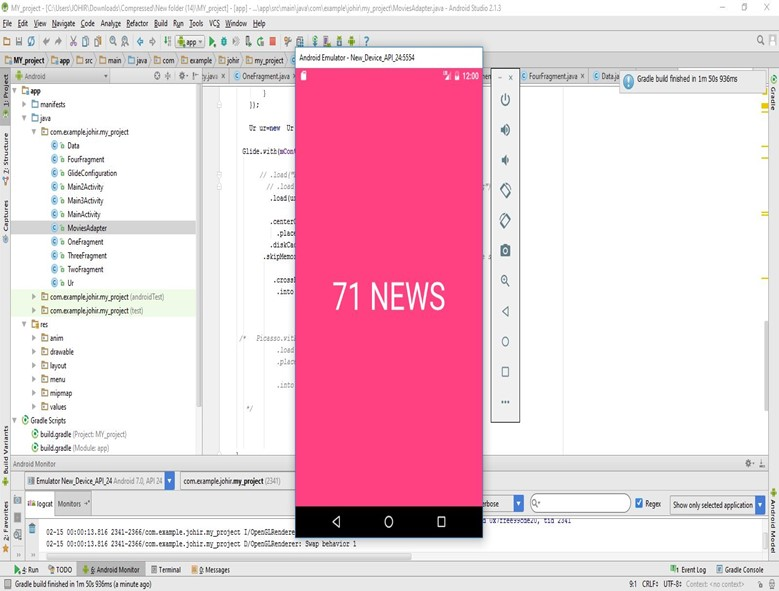 MY_project - [C:\Users\JOHIR\Downloads\Compressed\New folder (14)\MY_project] - [app] - ...\app\src\main\java\com\example\johir\my_project\MoviesAdapter.java - Android Studio 2.1.3
File Edit View Navigate Code Analyze Refactor Build Run Tools VCS Window Help
app
MY_project app src main java com example johir my_project
Android Emulator - New_Device_API_24:5554
Android
OneFragment.java
FourFragment.java
Data.ja
Gradle build finished in 1m 50s 936ms
12:00
1: Project
Z: Structure
Captures
Build Variants
2: Favorites
Gradle
Android Model
app
manifests
java
com.example.johir.my_project
Data
FourFragment
GlideConfiguration
Main2Activity
Main3Activity
MainActivity
MoviesAdapter
OneFragment
ThreeFragment
TwoFragment
Ur
com.example.johir.my_project (androidTest)
com.example.johir.my_project (test)
res
anim
drawable
layout
menu
mipmap
values
Gradle Scripts
build.gradle (Project: MY_project)
build.gradle (Module: app)
}
});
Ur ur=new Ur
Glide.with(mCont
// .load("
// .load
.load(ur
.centerC
.place
.diskCac
.skipMemor
.crossF
.into
/* Picasso.with
.load
.place
.into
*/
71 NEWS
Android Monitor
Emulator New_Device_API_24 Android 7.0, API 24
com.example.johir.my_project (2341)
logcat Monitors
erbose
Regex
Show only selected application
02-15 00:00:13.816 2341-2366/com.example.johir.my_project I/OpenGLRenderer
02-15 00:00:13.816 2341-2366/com.example.johir.my_project D/OpenGLRenderer: Swap behavior 1
4: Run TODO 6: Android Monitor Terminal 0: Messages
Event Log Gradle Console
Gradle build finished in 1m 50s 936ms (a minute ago)
9:1 CRLF÷ UTF-8÷ Context: <no context>